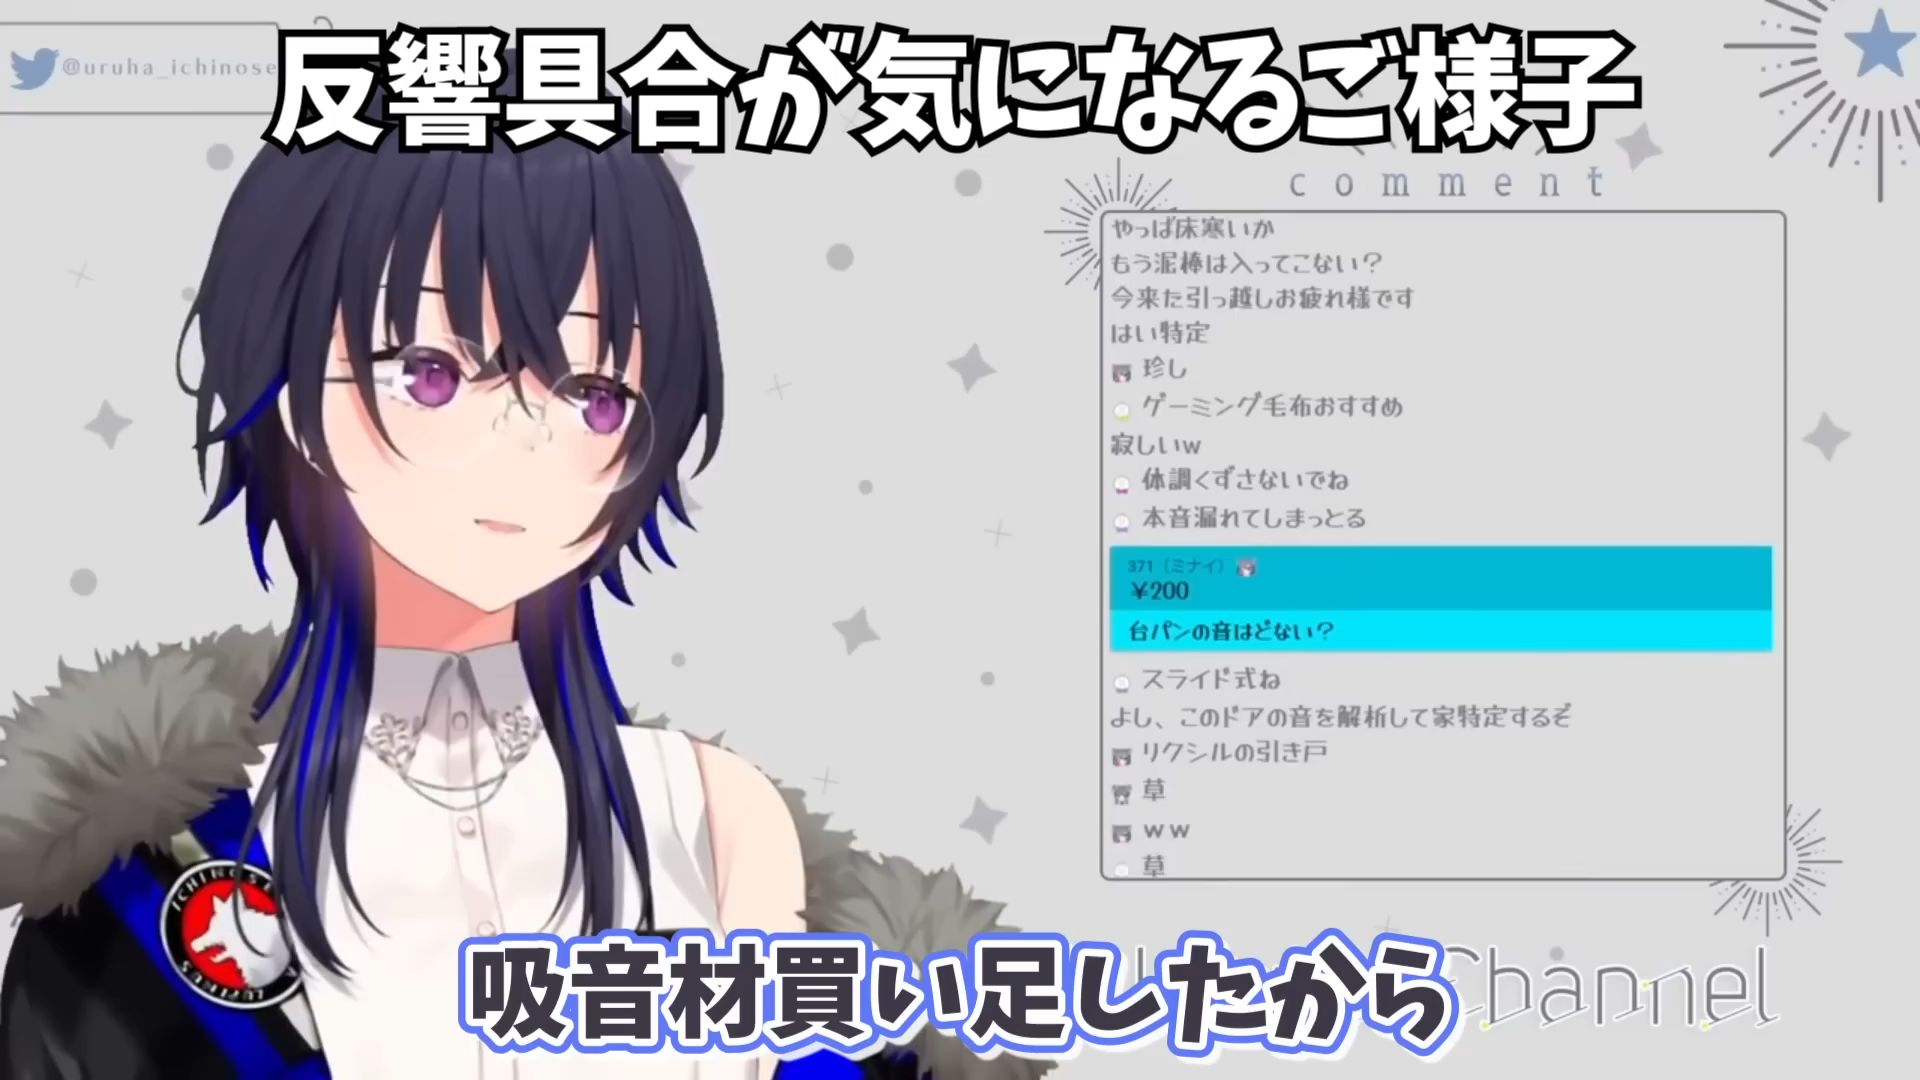 @uruha_ichinose
反響具合が気になるご様子
comment
やっぱ床寒いか
もう泥棒は入ってこない？
今来た引っ越しお疲れ様です
はい特定
珍し
ゲーミング毛布おすすめ
寂しいw
体調くずさないでね
本音漏れてしまっとる
371（ミナイ）
￥200
台パンの音はどない？
スライド式ね
よし、このドアの音を解析して家特定するぞ
リクシルの引き戸
草
ww
草
ICHINOSE
LUPINUS
Channel
吸音材買い足したから